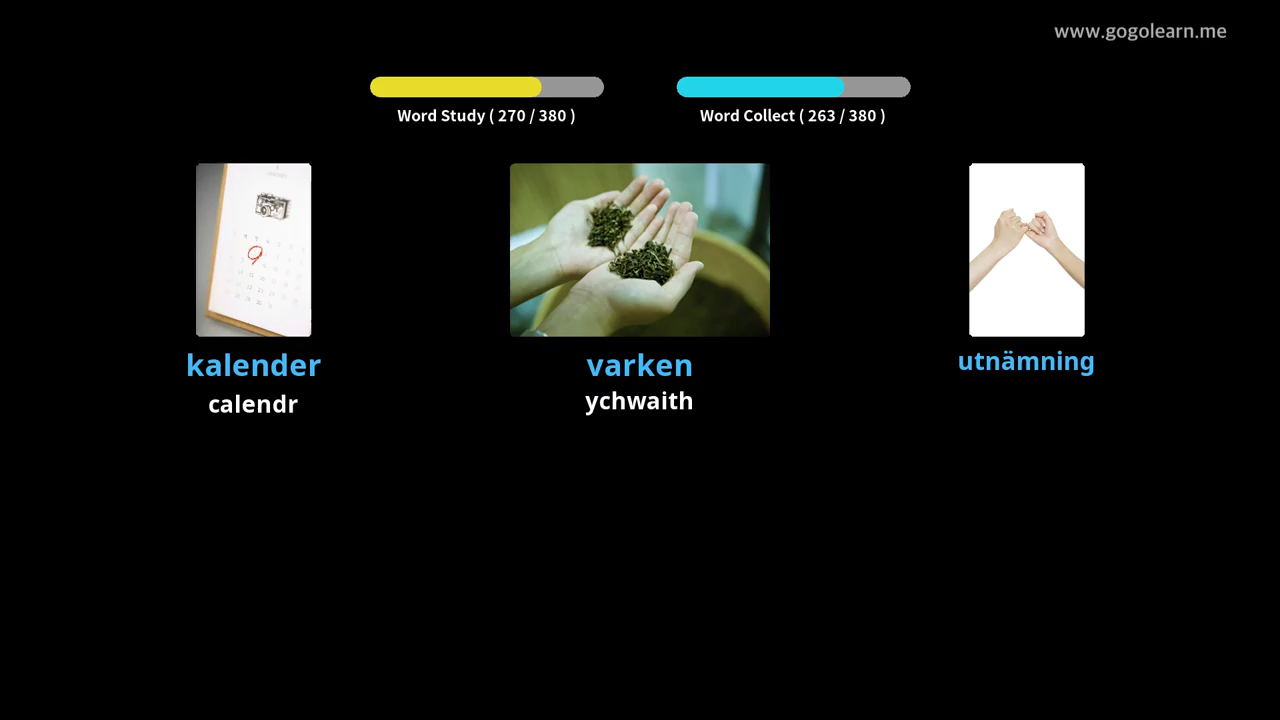 www.gogolearn.me
Word Study ( 270 / 380 )
Word Collect ( 263 / 380 )
kalender
varken
utnämning
calendr
ychwaith